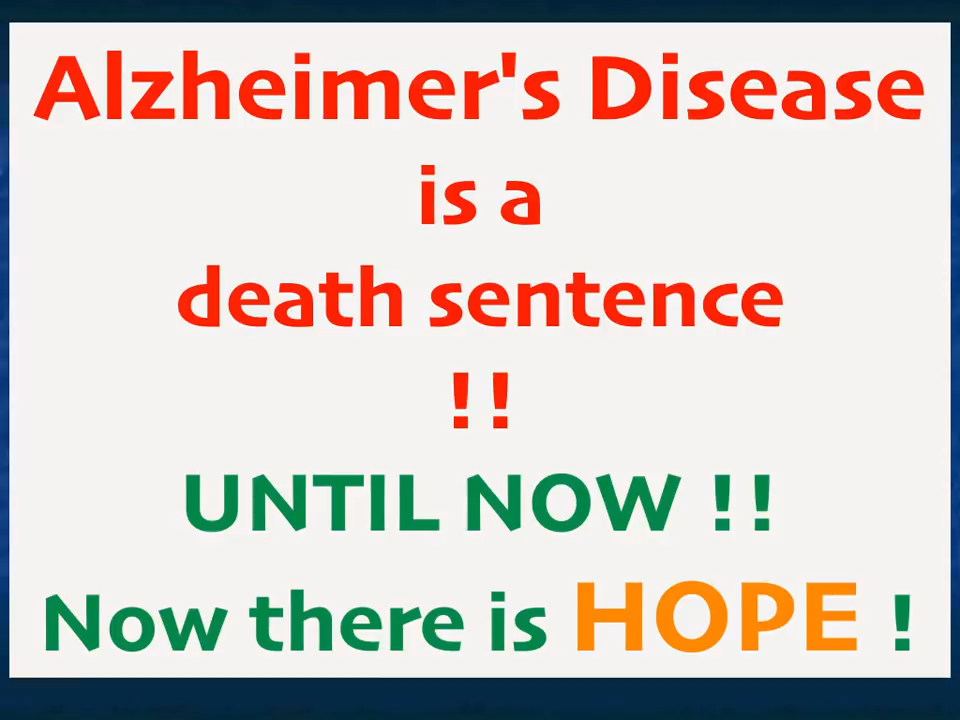 Alzheimer's Disease
is a
death sentence
!!
UNTIL NOW !!
Now there is HOPE !